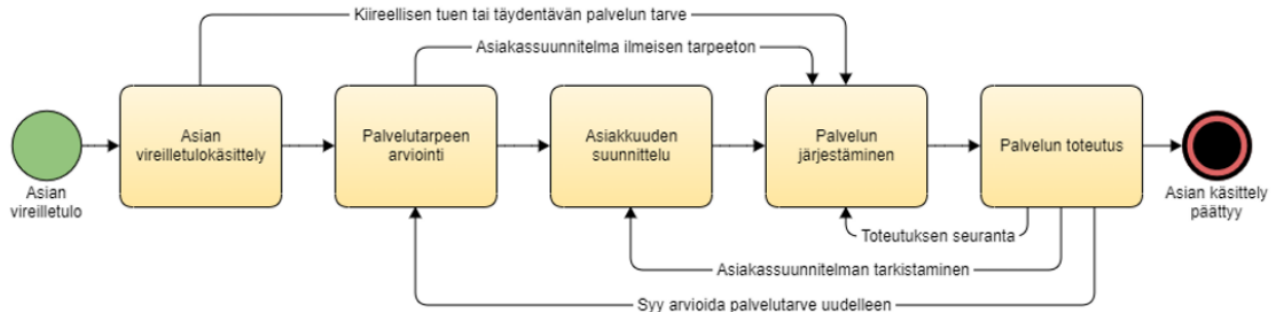 Kiireellisen tuen tai täydentävän palvelun tarve
Asiakassuunnitelma ilmeisen tarpeeton
Asian
vireilletulo
Asian
vireilletulokäsittely
Palvelutarpeen
arviointi
Asiakkuuden
suunnittelu
Palvelun
järjestäminen
Palvelun toteutus
Asian käsittely
päättyy
Toteutuksen seuranta
Asiakassuunnitelman tarkistaminen
Syy arvioida palvelutarve uudelleen